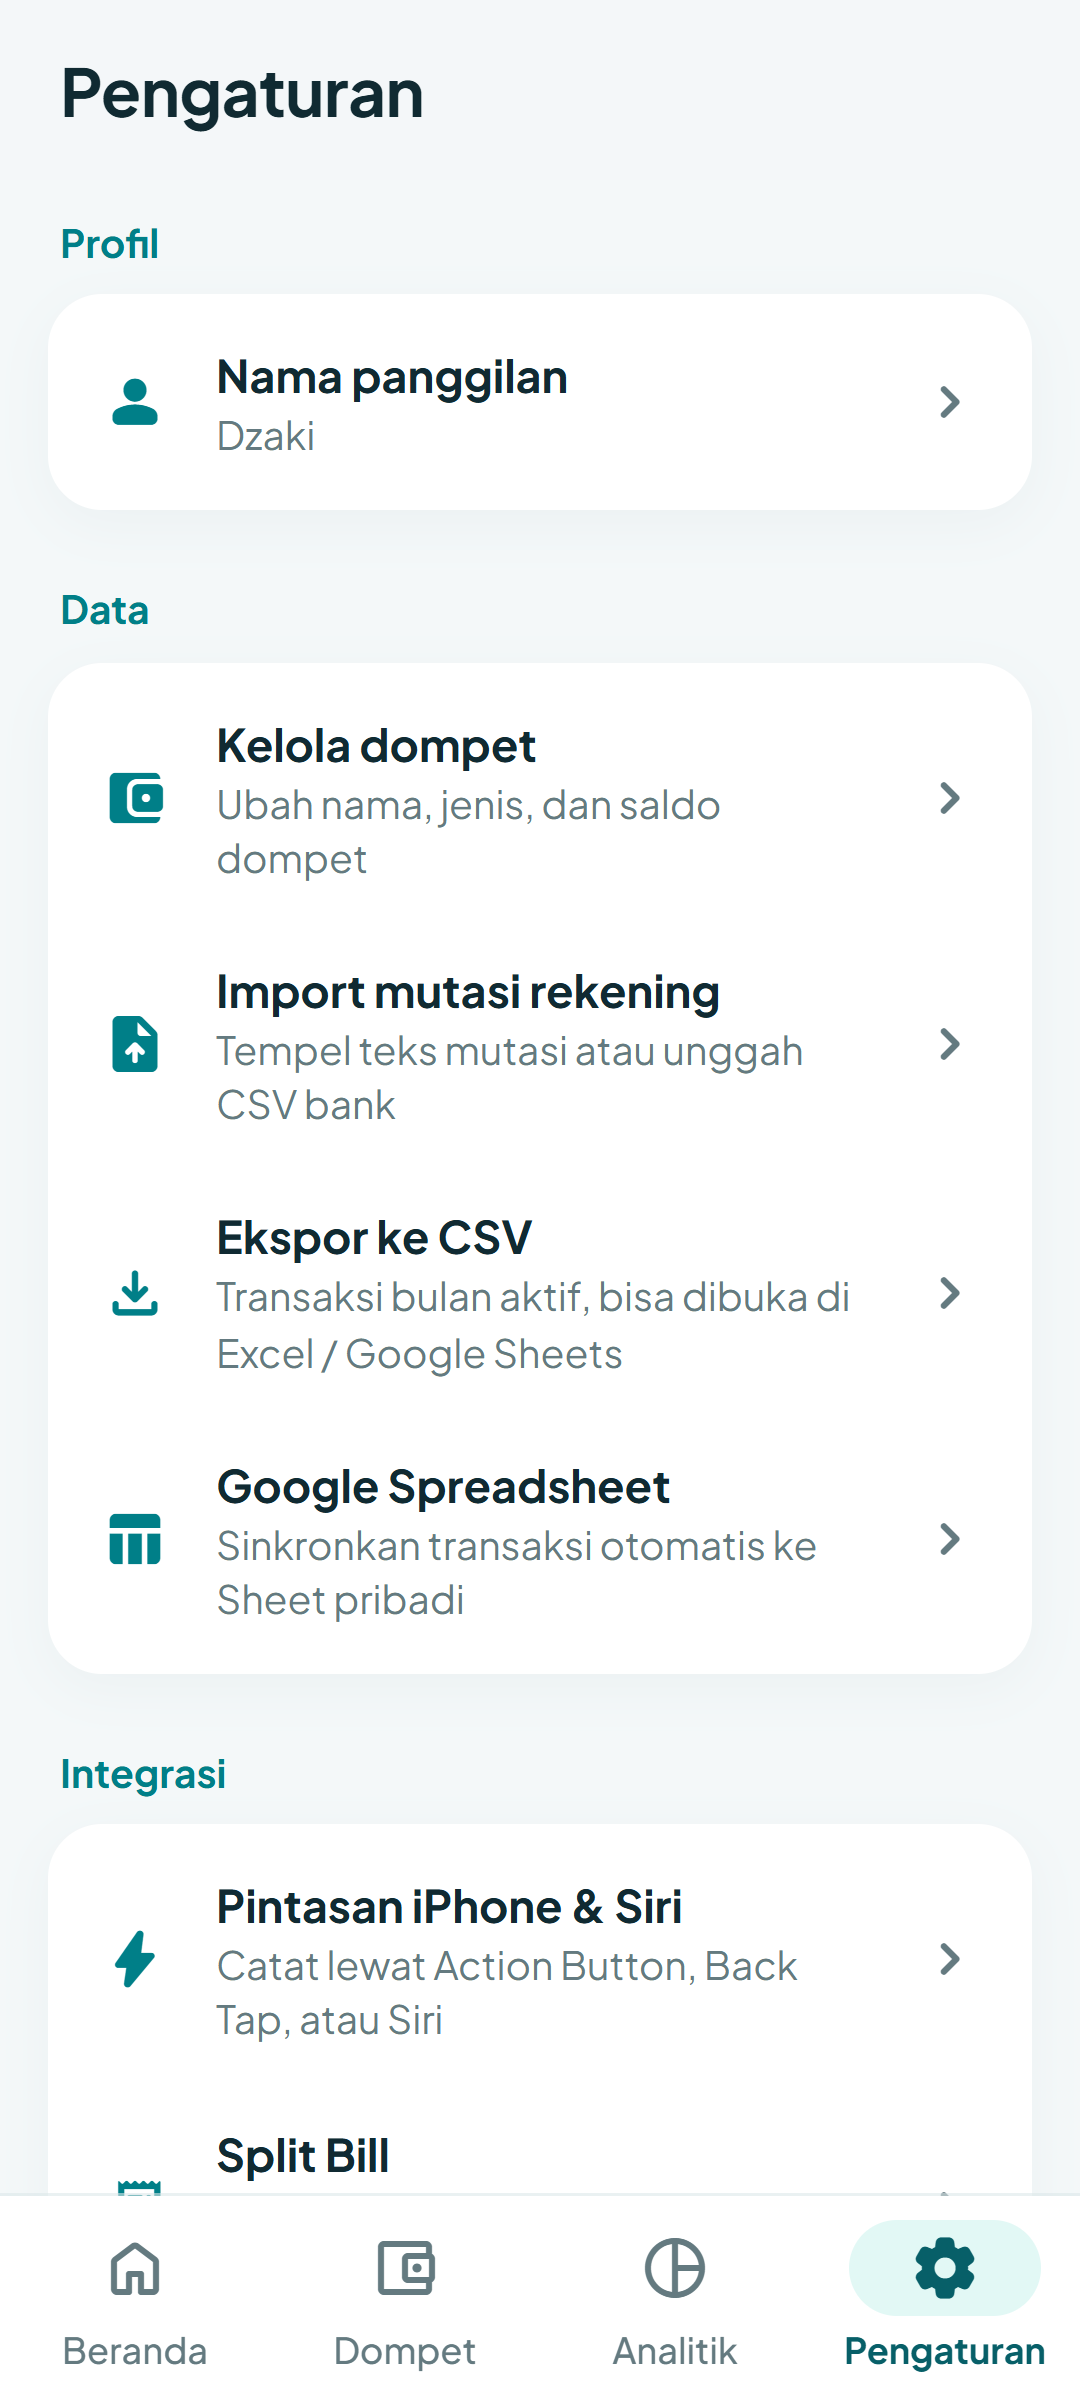 Pengaturan
Profil
Nama panggilan
Dzaki
Data
Kelola dompet
Ubah nama, jenis, dan saldo
dompet
Import mutasi rekening
Tempel teks mutasi atau unggah
CSV bank
Ekspor ke CSV
Transaksi bulan aktif, bisa dibuka di
Excel / Google Sheets
Google Spreadsheet
Sinkronkan transaksi otomatis ke
Sheet pribadi
Integrasi
Pintasan iPhone & Siri
Catat lewat Action Button, Back
Tap, atau Siri
Split Bill
Beranda
Dompet
Analitik
Pengaturan